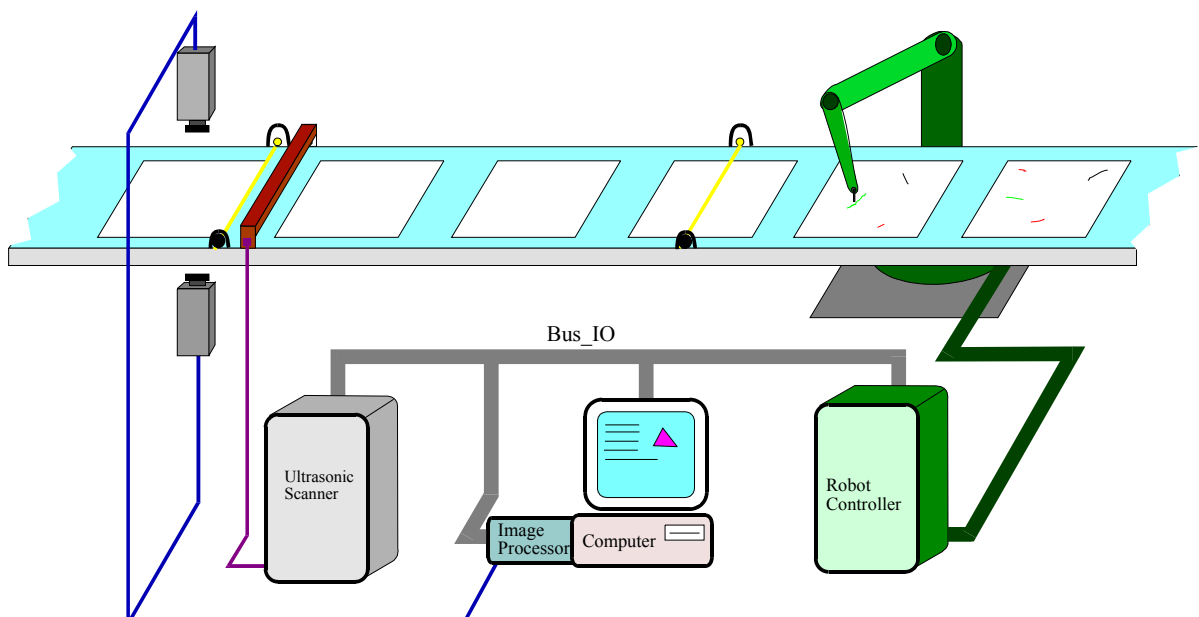 Bus_IO
Ultrasonic
Scanner
Image
Processor
Computer
Robot
Controller